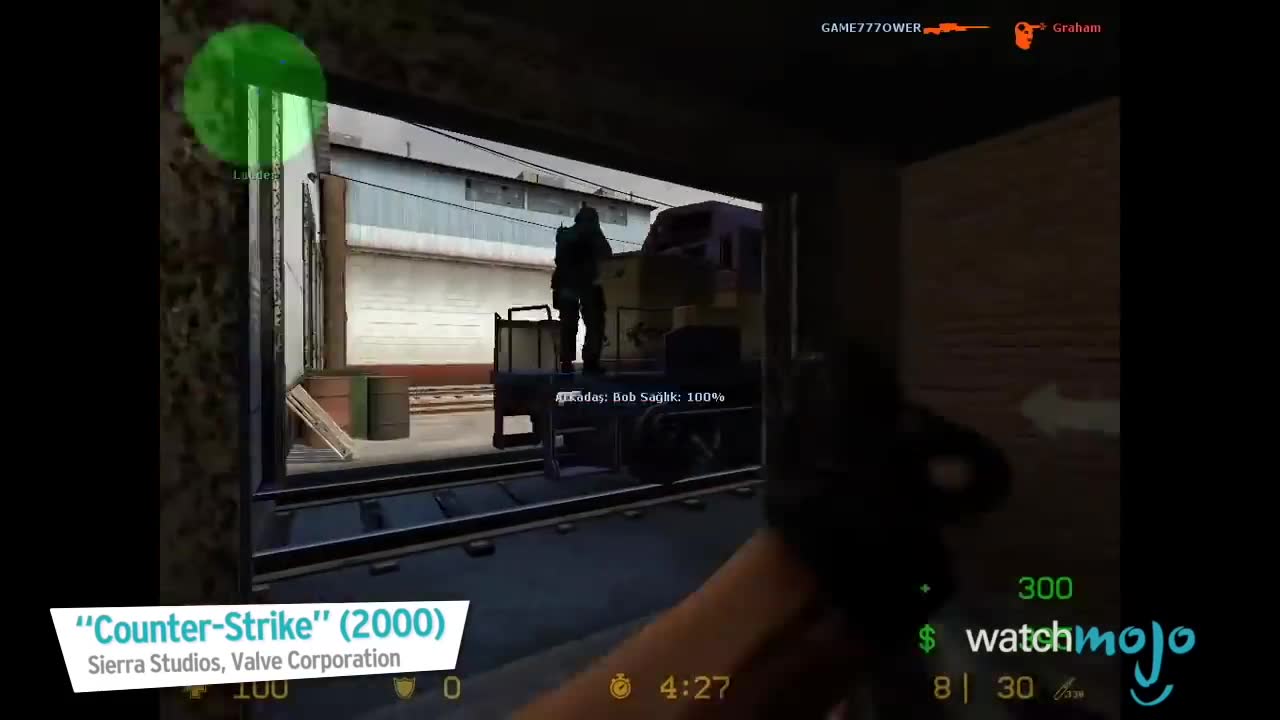 GAME777OWER Graham
Arkadaş: Bob Sağlık: 100%
300
"Counter-Strike" (2000)
Sierra Studios, Valve Corporation
$
watchmojo
100 0 4:27 8| 30